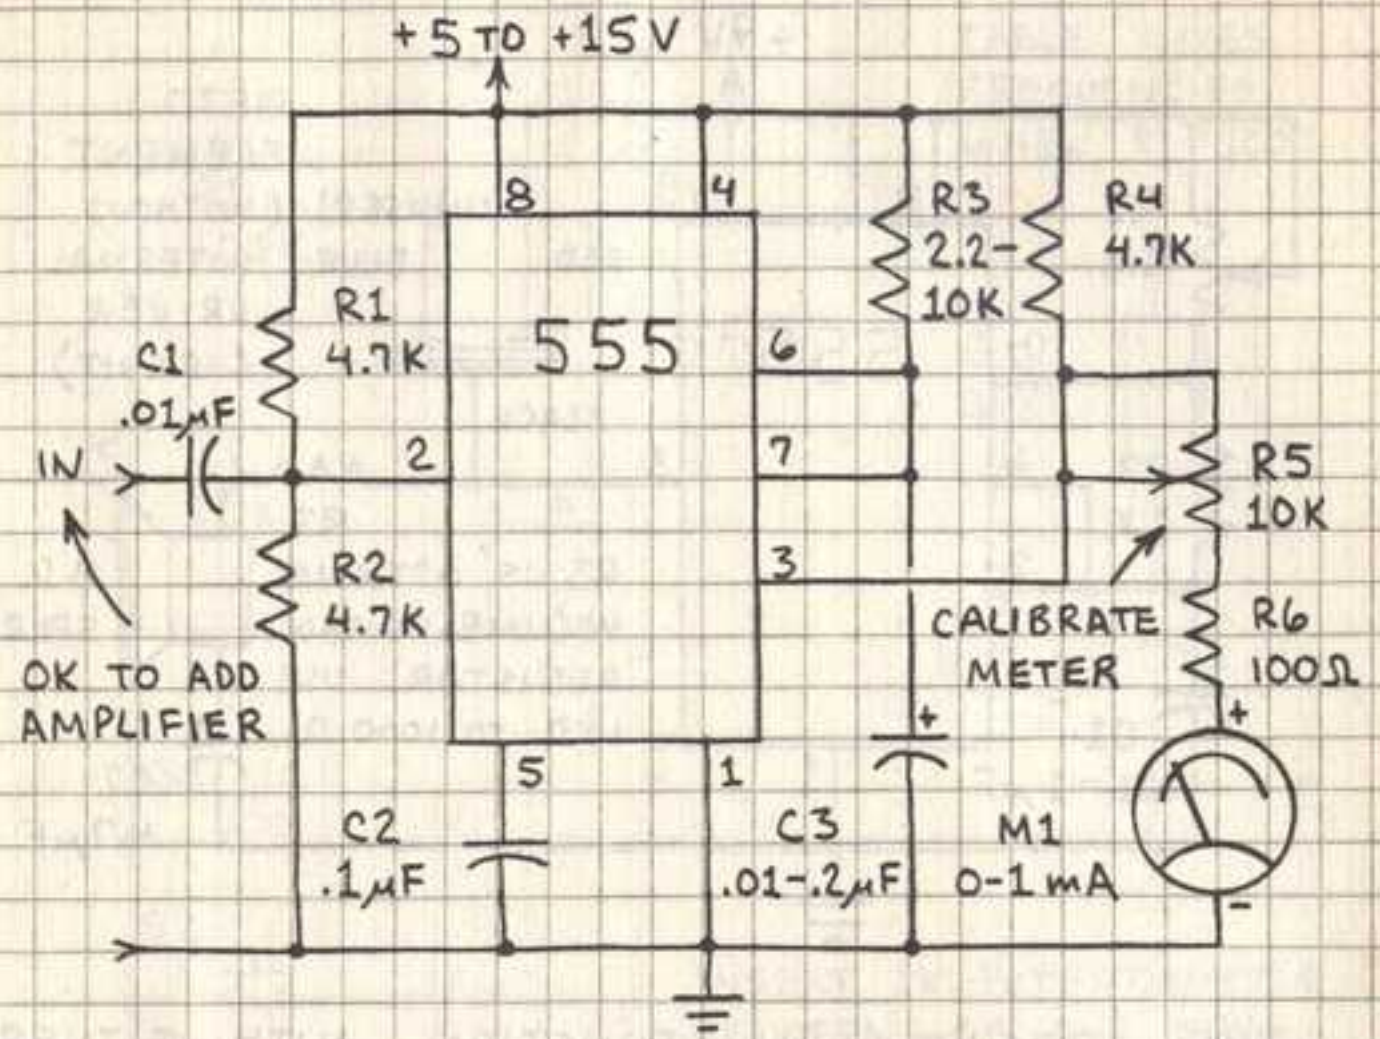 +5 TO +15V
8
4
R3
2.2-
10K
R4
4.7K
R1
4.7K
555
6
C1
.01µF
IN
2
7
R5
10K
R2
4.7K
3
CALIBRATE
METER
R6
100Ω
OK TO ADD
AMPLIFIER
+
+
5
1
C2
.1µF
C3
.01-.2µF
M1
0-1 mA
-